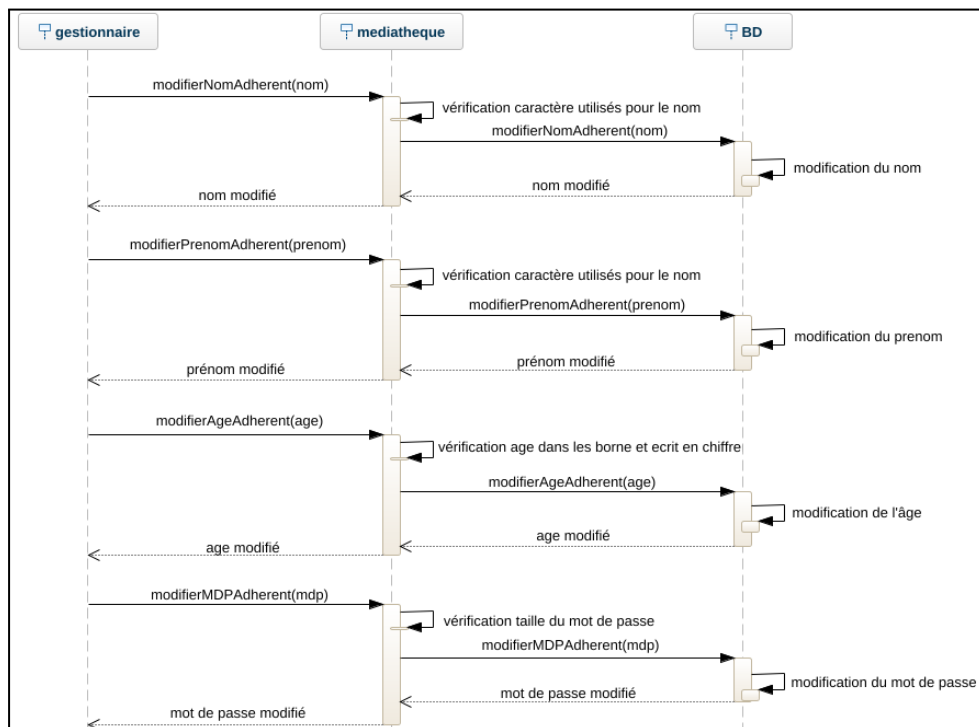 gestionnaire mediatheque BD
modifierNomAdherent(nom)
vérification caractère utilisés pour le nom
modifierNomAdherent(nom)
modification du nom
nom modifié
nom modifié
modifierPrenomAdherent(prenom)
vérification caractère utilisés pour le nom
modifierPrenomAdherent(prenom)
modification du prenom
prénom modifié
prénom modifié
modifierAgeAdherent(age)
vérification age dans les borne et ecrit en chiffre
modifierAgeAdherent(age)
modification de l'âge
age modifié
age modifié
modifierMDPAdherent(mdp)
vérification taille du mot de passe
modifierMDPAdherent(mdp)
modification du mot de passe
mot de passe modifié
mot de passe modifié